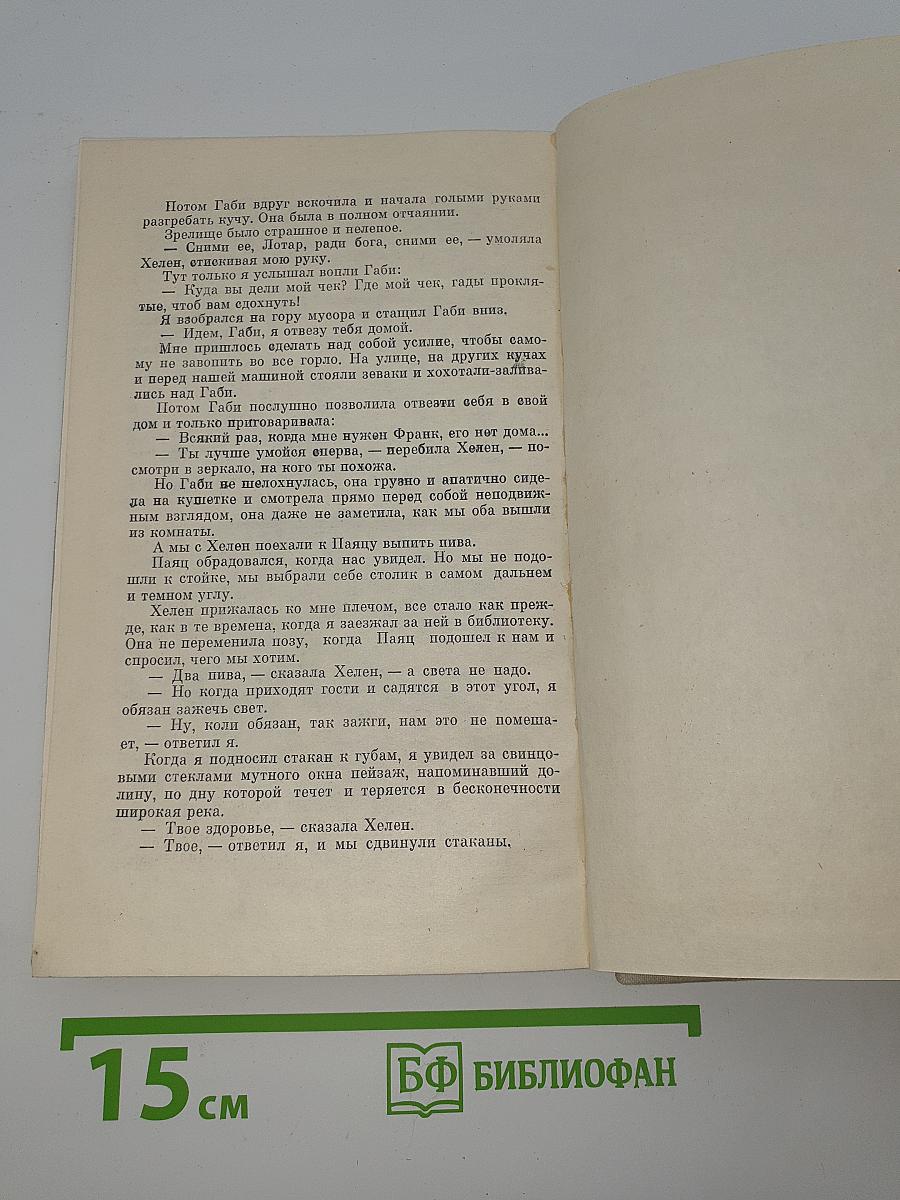 Потом Габи вдруг вскочила и начала голыми руками
разгребать кучу. Она была в полном отчаянии.
Зрелище было страшное и нелепое.
— Сними ее, Лотар, ради бога, сними ее, — умоляла
Хелен, стискивая мою руку.
Тут только я услышал вопли Габи:
— Куда вы дели мой чек? Где мой чек, гады прокля-
тые, чтоб вам сдохнуть!
Я взобрался на гору мусора и стащил Габи вниз.
— Идем, Габи, я отвезу тебя домой.
Мне пришлось сделать над собой усилие, чтобы само-
му не завопить во все горло. На улице, на других кучах
и перед нашей машиной стояли зеваки и хохотали-залива-
лись над Габи.
Потом Габи послушно позволила отвезти себя в свой
дом и только приговаривала:
— Всякий раз, когда мне нужен Франк, его нет дома...
— Ты лучше умойся сперва, — перебила Хелен, — по-
смотри в зеркало, на кого ты похожа.
Но Габи не шелохнулась, она грузно и апатично сиде-
ла на кушетке и смотрела прямо перед собой неподвиж-
ным взглядом, она даже не заметила, как мы оба вышли
из комнаты.
А мы с Хелен поехали к Паяцу выпить пива.
Паяц обрадовался, когда нас увидел. Но мы не подо-
шли к стойке, мы выбрали себе столик в самом дальнем
и темном углу.
Хелен прижалась ко мне плечом, все стало как преж-
де, как в те времена, когда я заезжал за ней в библиотеку.
Она не переменила позу, когда Паяц подошел к нам и
спросил, чего мы хотим.
— Два пива, — сказала Хелен, — а света не надо.
— Но когда приходят гости и садятся в этот угол, я
обязан зажечь свет.
— Ну, коли обязан, так зажги, нам это не помеша-
ет, — ответил я.
Когда я подносил стакан к губам, я увидел за свинцо-
выми стеклами мутного окна пейзаж, напоминавший до-
лину, по дну которой течет и теряется в бесконечности
широкая река.
— Твое здоровье, — сказала Хелен.
— Твое, — ответил я, и мы сдвинули стаканы.
15 см
БФ БИБЛИОФАН